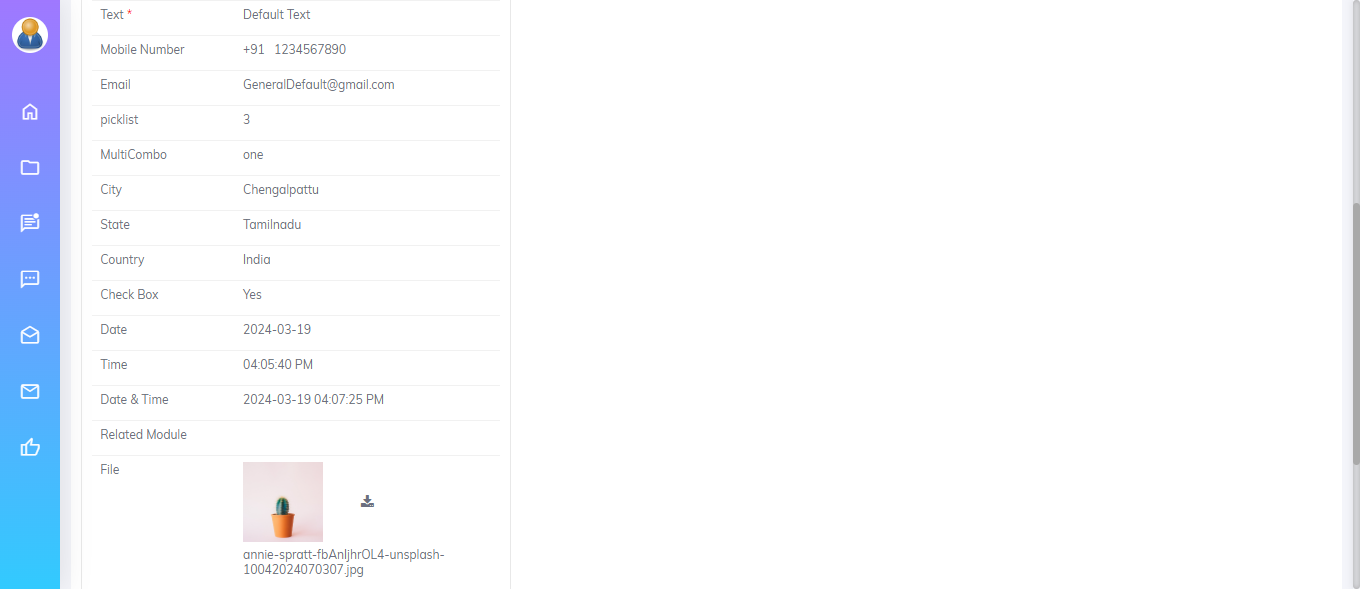 Text * Default Text
Mobile Number +91 1234567890
Email GeneralDefault@gmail.com
picklist 3
MultiCombo one
City Chengalpattu
State Tamilnadu
Country India
Check Box Yes
Date 2024-03-19
Time 04:05:40 PM
Date & Time 2024-03-19 04:07:25 PM
Related Module
File
annie-spratt-fbAnIjhrOL4-unsplash-
10042024070307.jpg